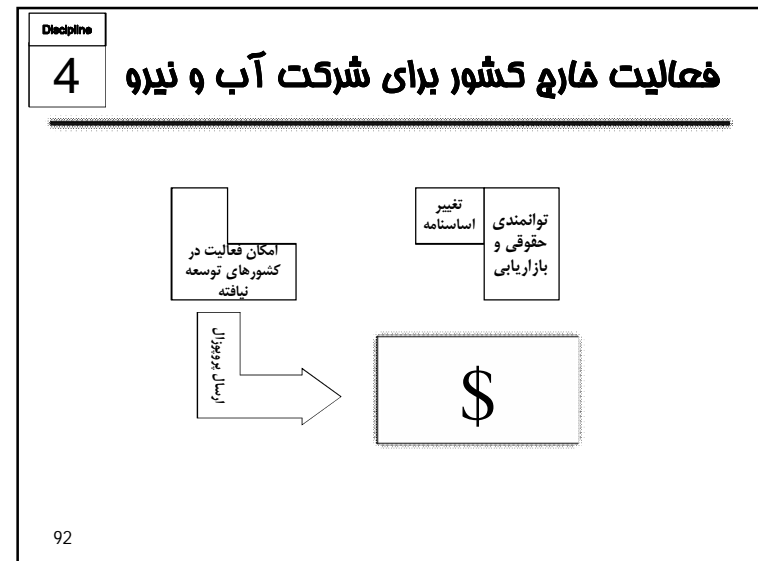 Discipline
4
فعالیت خارج کشور برای شرکت آب و نیرو
توانمندی
حقوقی و
بازاریابی
تغییر
اساسنامه
امکان فعالیت در
کشورهای توسعه
نیافته
ارسال پروپوزال
$
92